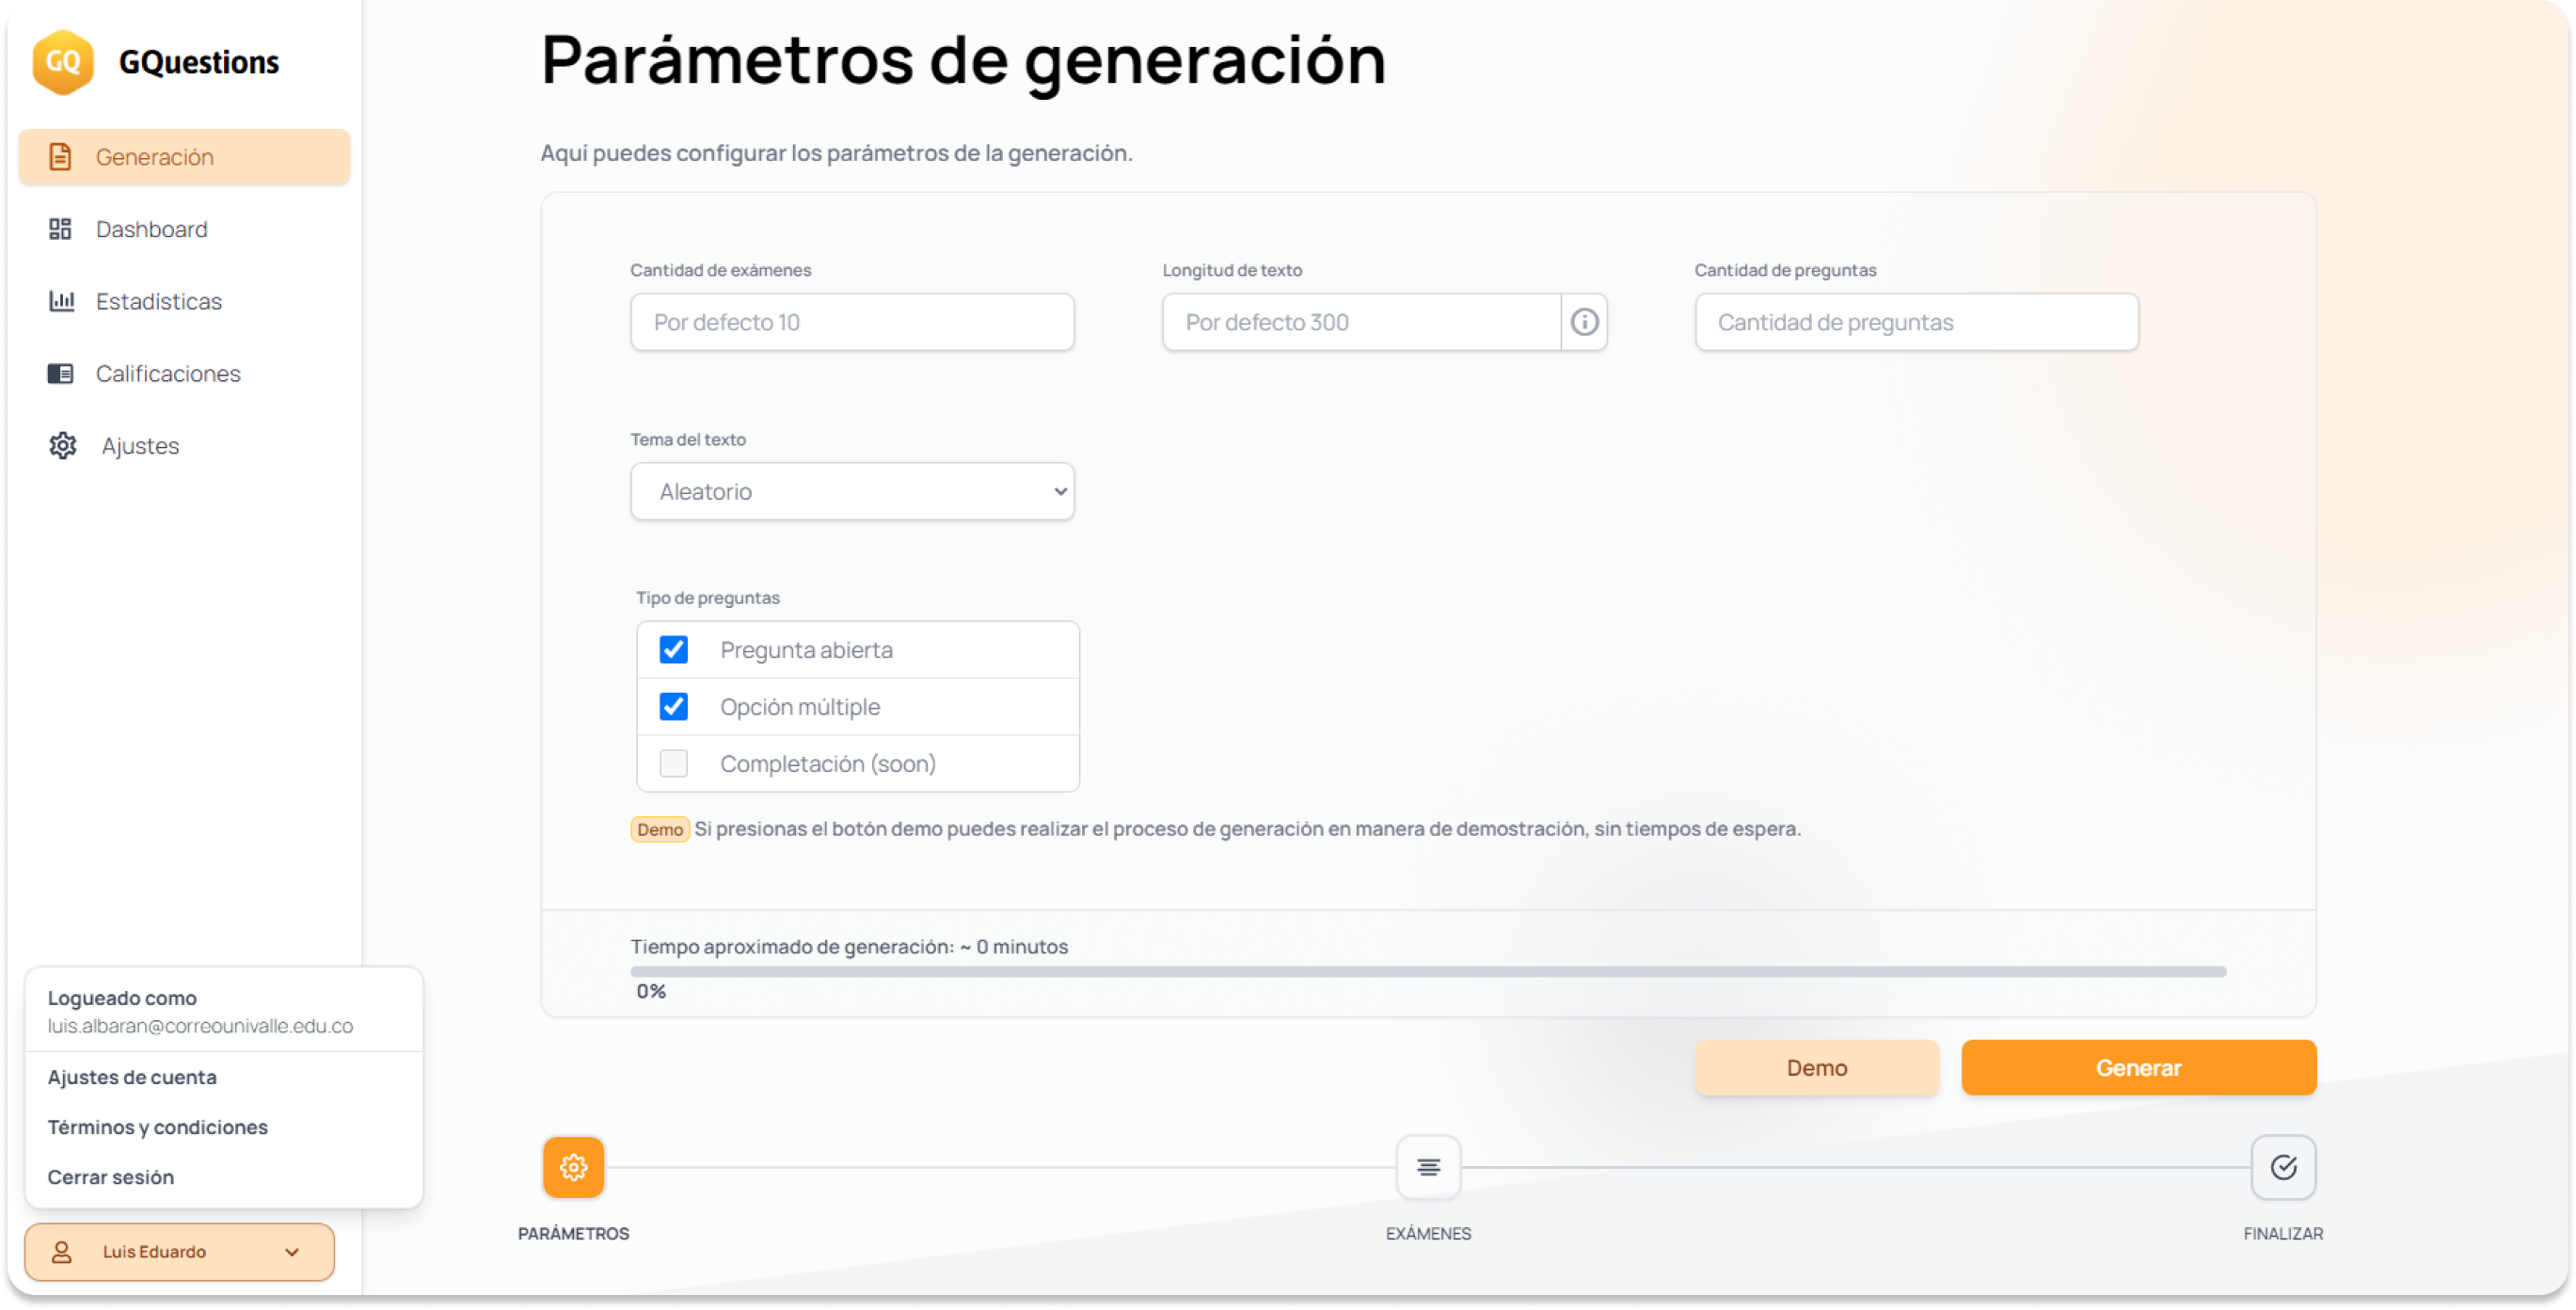 GQ GQuestions
Generación
Dashboard
Estadisticas
Calificaciones
Ajustes
Logueado como
luis.albaran@correounivalle.edu.co
Ajustes de cuenta
Términos y condiciones
Cerrar sesión
Luis Eduardo
Parámetros de generación
Aquí puedes configurar los parámetros de la generación.
Cantidad de exámenes
Por defecto 10
Longitud de texto
Por defecto 300
Cantidad de preguntas
Cantidad de preguntas
Tema del texto
Aleatorio
Tipo de preguntas
Pregunta abierta
Opción múltiple
Completación (soon)
Demo Si presionas el botón demo puedes realizar el proceso de generación en manera de demostración, sin tiempos de espera.
Tiempo aproximado de generación: ~ 0 minutos
0%
Demo
Generar
PARÁMETROS
EXÁMENES
FINALIZAR